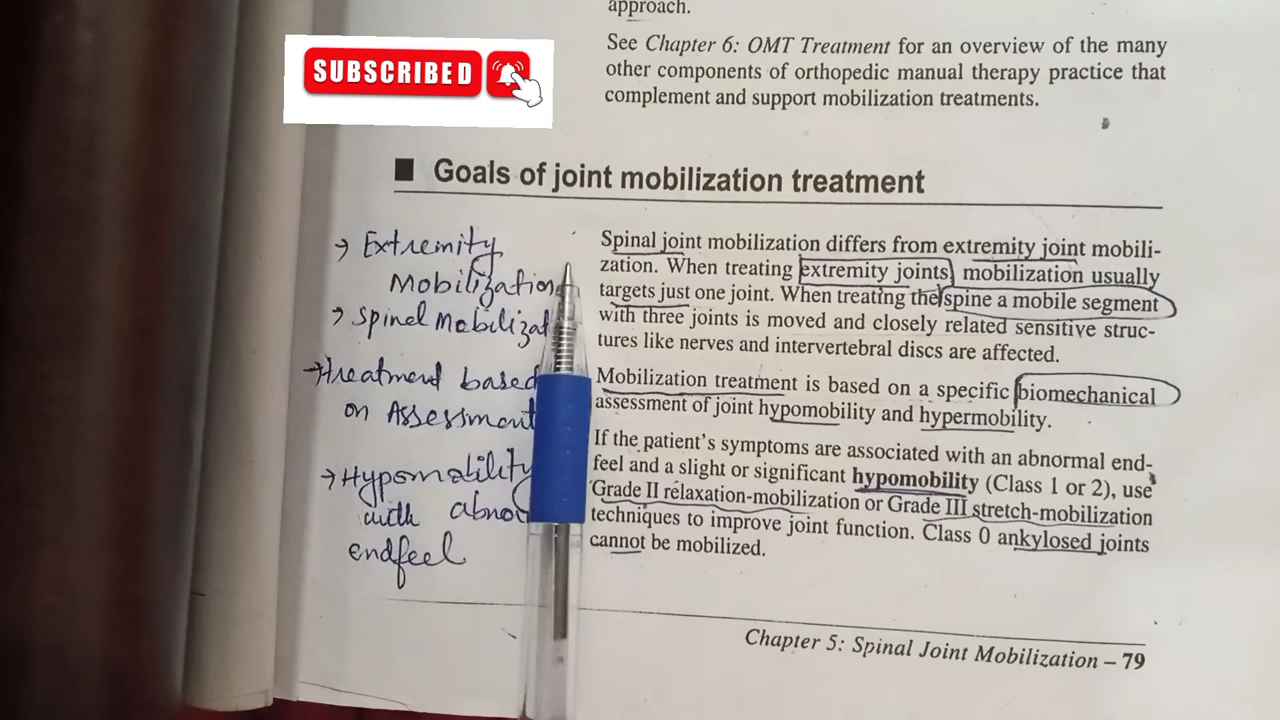 approach.
See Chapter 6: OMT Treatment for an overview of the many
other components of orthopedic manual therapy practice that
complement and support mobilization treatments.
SUBSCRIBED
■ Goals of joint mobilization treatment
→ Extremity
Mobilization
→ Spinel Mobilizat
→ treatment based
on Assessment
→ Hypomobility
with abno
endfeel
Spinal joint mobilization differs from extremity joint mobili-
zation. When treating extremity joints, mobilization usually
targets just one joint. When treating the spine a mobile segment
with three joints is moved and closely related sensitive struc-
tures like nerves and intervertebral discs are affected.
Mobilization treatment is based on a specific biomechanical
assessment of joint hypomobility and hypermobility.
If the patient's symptoms are associated with an abnormal end-
feel and a slight or significant hypomobility (Class 1 or 2), use
Grade II relaxation-mobilization or Grade III stretch-mobilization
techniques to improve joint function. Class 0 ankylosed joints
cannot be mobilized.
Chapter 5: Spinal Joint Mobilization – 79